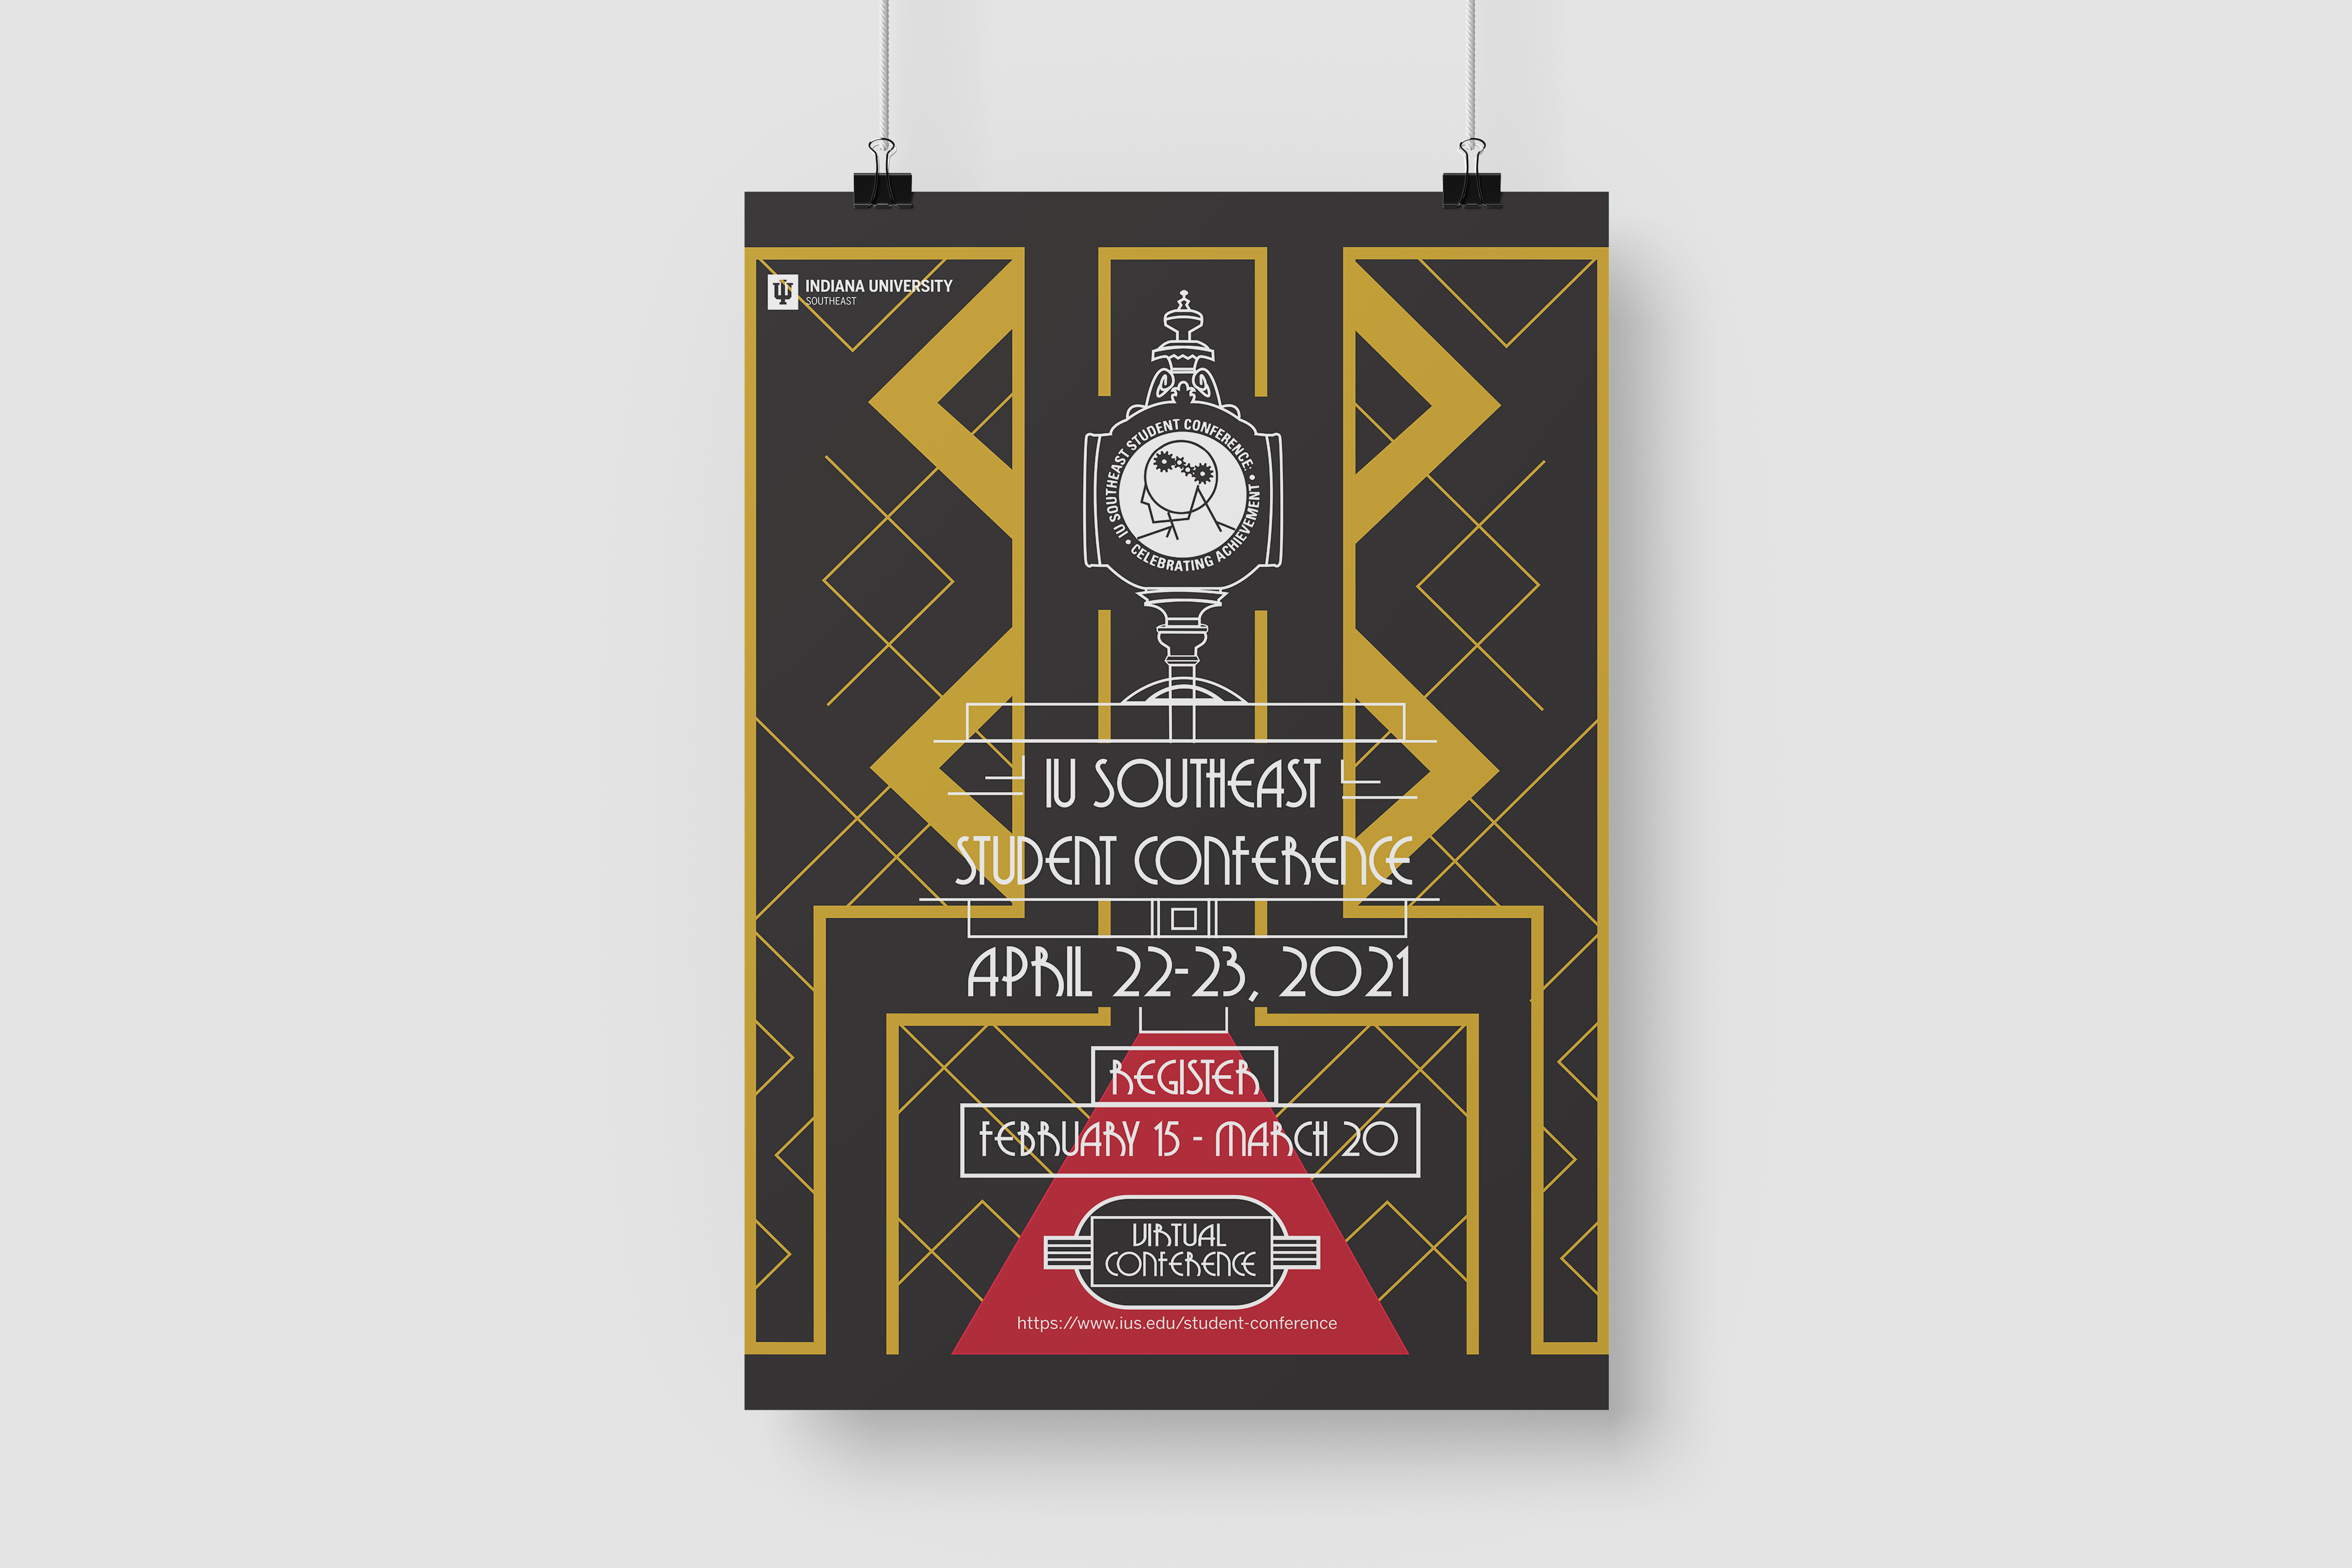 INDIANA UNIVERSITY
SOUTHEAST
IU SOUTHEAST STUDENT CONFERENCE: • CELEBRATING ACHIEVEMENT •
IU SOUTHEAST
STUDENT CONFERENCE
APRIL 22-23, 2021
REGISTER
FEBRUARY 15 - MARCH 20
VIRTUAL
CONFERENCE
https://www.ius.edu/student-conference